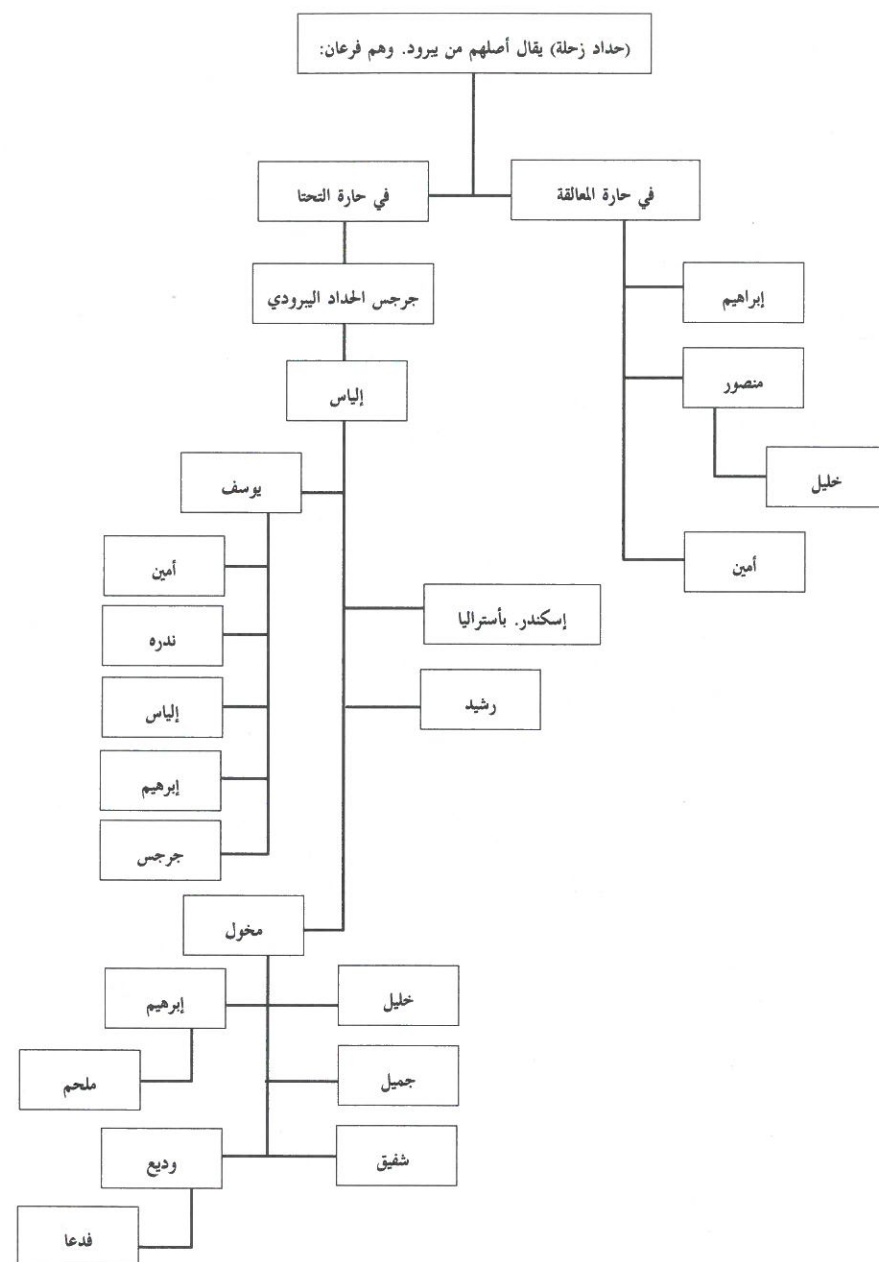 (حداد زحلة) يقال أصلهم من يبرود. وهم فرعان:
في حارة المعالقة
في حارة التحتا
جرجس الحداد اليبرودي
إبراهيم
منصور
إلياس
خليل
يوسف
أمين
أمين
إسكندر. بأستراليا
ندره
رشيد
إلياس
إبرهيم
جرجس
مخول
خليل
إبرهيم
جميل
ملحم
شفيق
وديع
فدعا